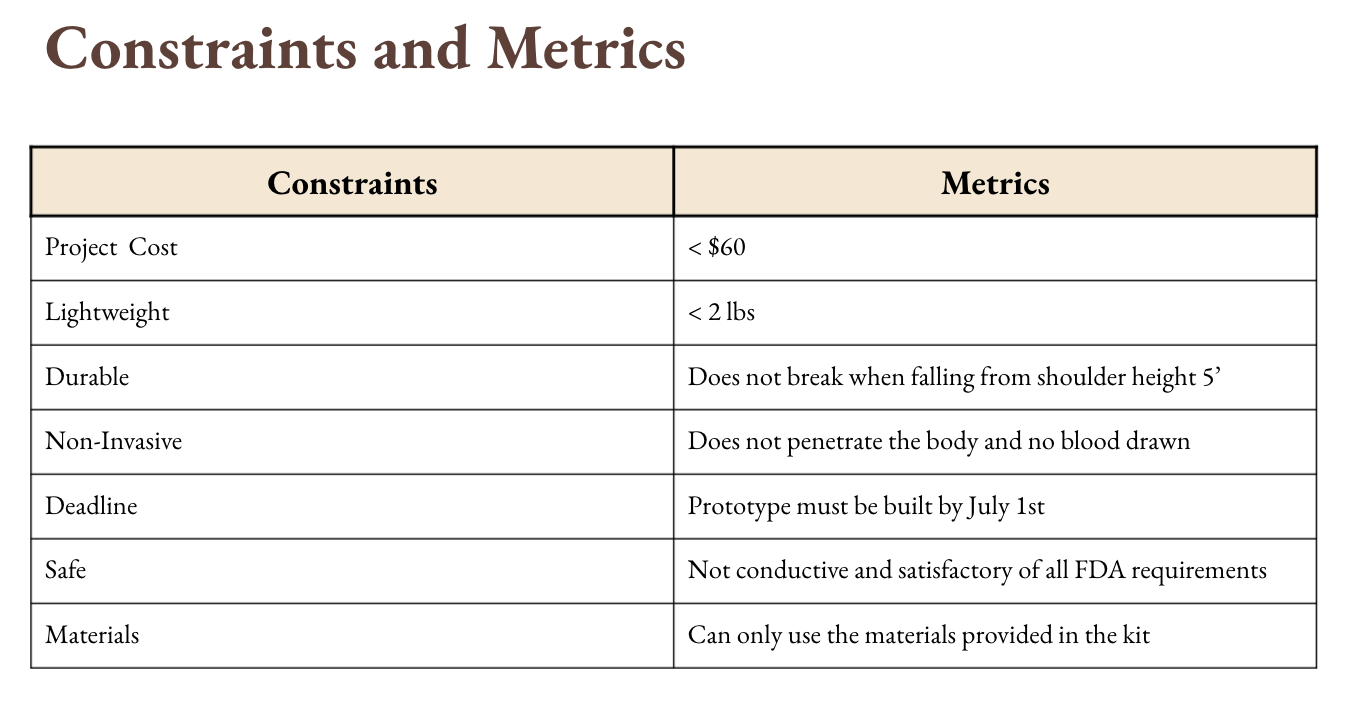 Constraints and Metrics
Constraints Metrics
Project Cost < $60
Lightweight < 2 lbs
Durable Does not break when falling from shoulder height 5’
Non-Invasive Does not penetrate the body and no blood drawn
Deadline Prototype must be built by July 1st
Safe Not conductive and satisfactory of all FDA requirements
Materials Can only use the materials provided in the kit